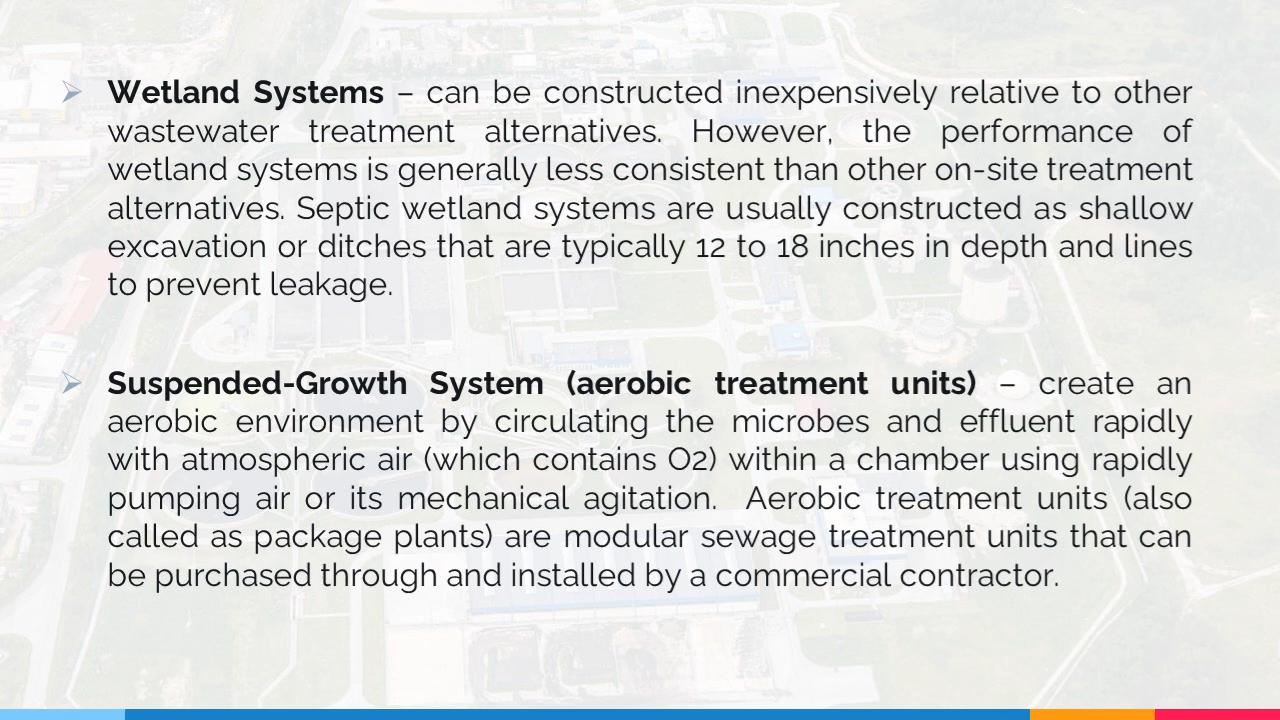 Wetland Systems – can be constructed inexpensively relative to other
wastewater treatment alternatives. However, the performance of
wetland systems is generally less consistent than other on-site treatment
alternatives. Septic wetland systems are usually constructed as shallow
excavation or ditches that are typically 12 to 18 inches in depth and lines
to prevent leakage.
Suspended-Growth System (aerobic treatment units) – create an
aerobic environment by circulating the microbes and effluent rapidly
with atmospheric air (which contains O2) within a chamber using rapidly
pumping air or its mechanical agitation. Aerobic treatment units (also
called as package plants) are modular sewage treatment units that can
be purchased through and installed by a commercial contractor.